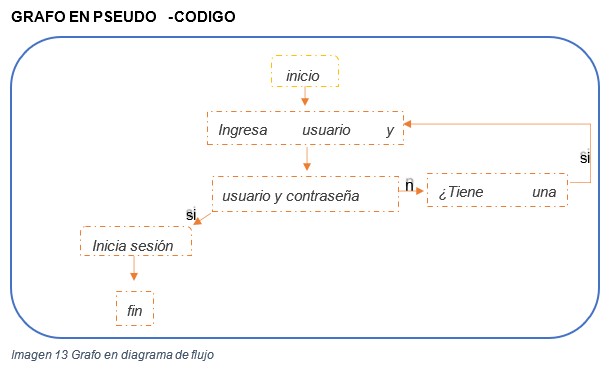 GRAFO EN PSEUDO -CODIGO
inicio
Ingresa usuario y
si
usuario y contraseña
n
¿Tiene una
si
Inicia sesión
fin
Imagen 13 Grafo en diagrama de flujo